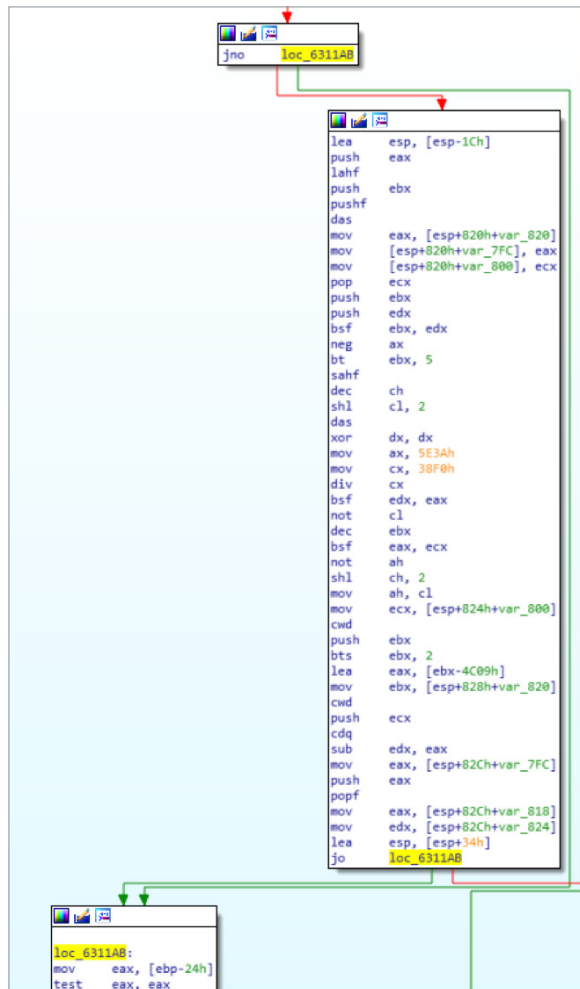 jno loc_6311AB
lea esp, [esp-1Ch]
push eax
lahf
push ebx
pushf
das
mov eax, [esp+820h+var_820]
mov [esp+820h+var_7FC], eax
mov [esp+820h+var_800], ecx
pop ecx
push ebx
push edx
bsf ebx, edx
neg ax
bt ebx, 5
sahf
dec ch
shl cl, 2
das
xor dx, dx
mov ax, 5E3Ah
mov cx, 38F0h
div cx
bsf edx, eax
not cl
dec ebx
bsf eax, ecx
not ah
shl ch, 2
mov ah, cl
mov ecx, [esp+824h+var_800]
cwd
push ebx
bts ebx, 2
lea eax, [ebx-4C09h]
mov ebx, [esp+828h+var_820]
cwd
push ecx
cdq
sub edx, eax
mov eax, [esp+82Ch+var_7FC]
push eax
popf
mov eax, [esp+82Ch+var_818]
mov edx, [esp+82Ch+var_824]
lea esp, [esp+34h]
jo loc_6311AB
loc_6311AB:
mov eax, [ebp-24h]
test eax, eax